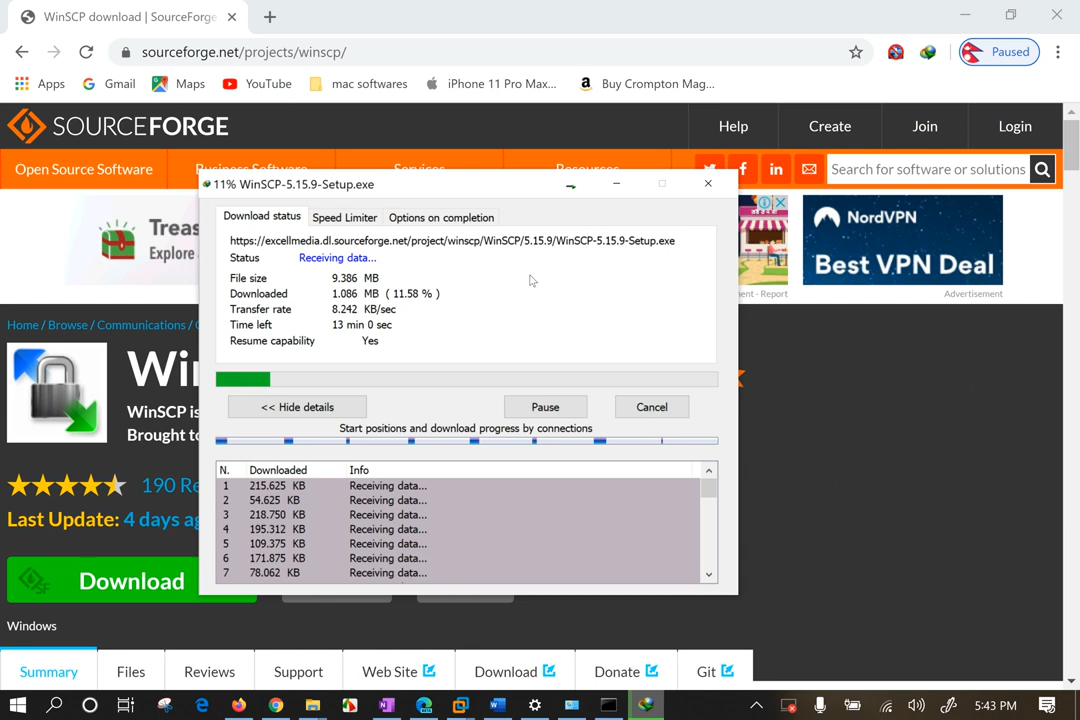 WinSCP download | SourceForge
sourceforge.net/projects/winscp/
Paused
Apps
Gmail
Maps
YouTube
mac softwares
iPhone 11 Pro Max...
Buy Crompton Mag...
SOURCEFORGE
Help
Create
Join
Login
Open Source Software
Business Software
Services
Resources
Search for software or solutions
11% WinSCP-5.15.9-Setup.exe
Download status
Speed Limiter
Options on completion
https://excellmedia.dl.sourceforge.net/project/winscp/WinSCP/5.15.9/WinSCP-5.15.9-Setup.exe
Status Receiving data...
File size 9.386 MB
Downloaded 1.086 MB ( 11.58 % )
Transfer rate 8.242 KB/sec
Time left 13 min 0 sec
Resume capability Yes
<< Hide details
Pause
Cancel
Start positions and download progress by connections
N. Downloaded Info
1 215.625 KB Receiving data...
2 54.625 KB Receiving data...
3 218.750 KB Receiving data...
4 195.312 KB Receiving data...
5 109.375 KB Receiving data...
6 171.875 KB Receiving data...
7 78.062 KB Receiving data...
Treas
Explore
NordVPN
Best VPN Deal
ment - Report
Advertisement
Home / Browse / Communications /
Wi
WinSCP is
Brought to
190 Re
Last Update: 4 days ag
Download
SF
Windows
Summary
Files
Reviews
Support
Web Site
Download
Donate
Git
5:43 PM